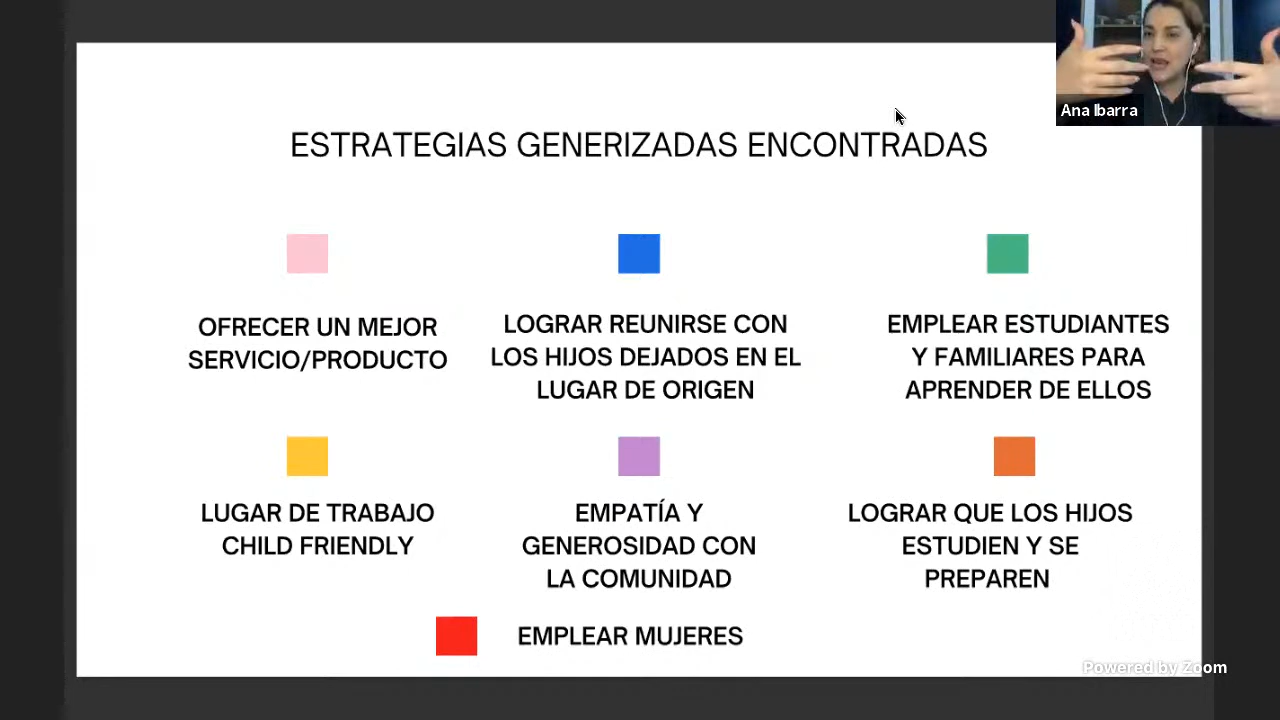 Ana Ibarra
ESTRATEGIAS GENERIZADAS ENCONTRADAS
OFRECER UN MEJOR
SERVICIO/PRODUCTO
LOGRAR REUNIRSE CON
LOS HIJOS DEJADOS EN EL
LUGAR DE ORIGEN
EMPLEAR ESTUDIANTES
Y FAMILIARES PARA
APRENDER DE ELLOS
LUGAR DE TRABAJO
CHILD FRIENDLY
EMPATÍA Y
GENEROSIDAD CON
LA COMUNIDAD
LOGRAR QUE LOS HIJOS
ESTUDIEN Y SE
PREPAREN
EMPLEAR MUJERES
Powered by Zoom